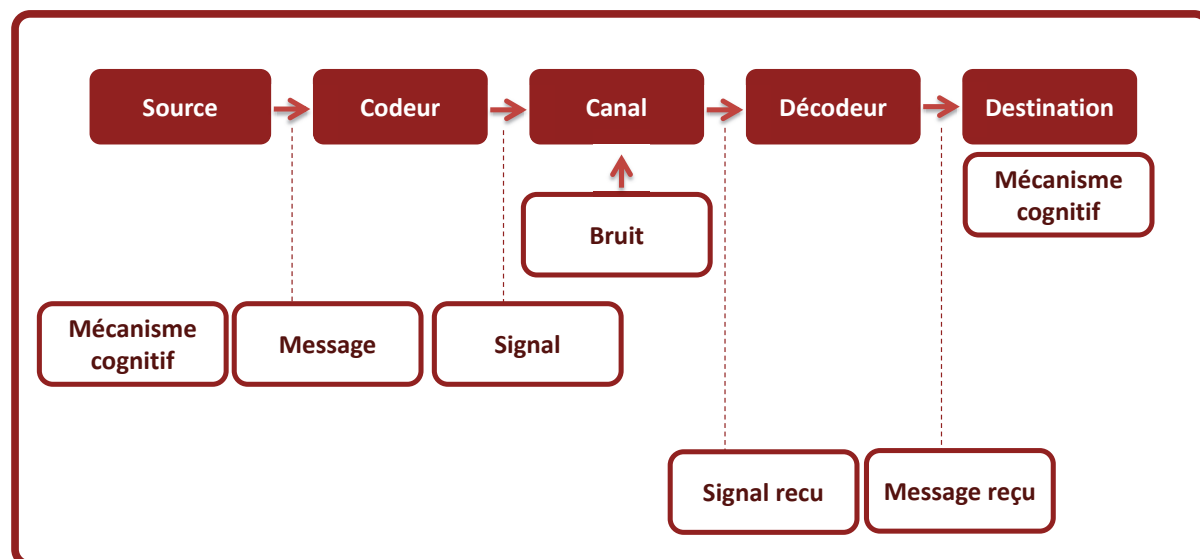 Source
Codeur
Canal
Décodeur
Destination
Mécanisme
cognitif
Bruit
Mécanisme
cognitif
Message
Signal
Signal recu
Message reçu